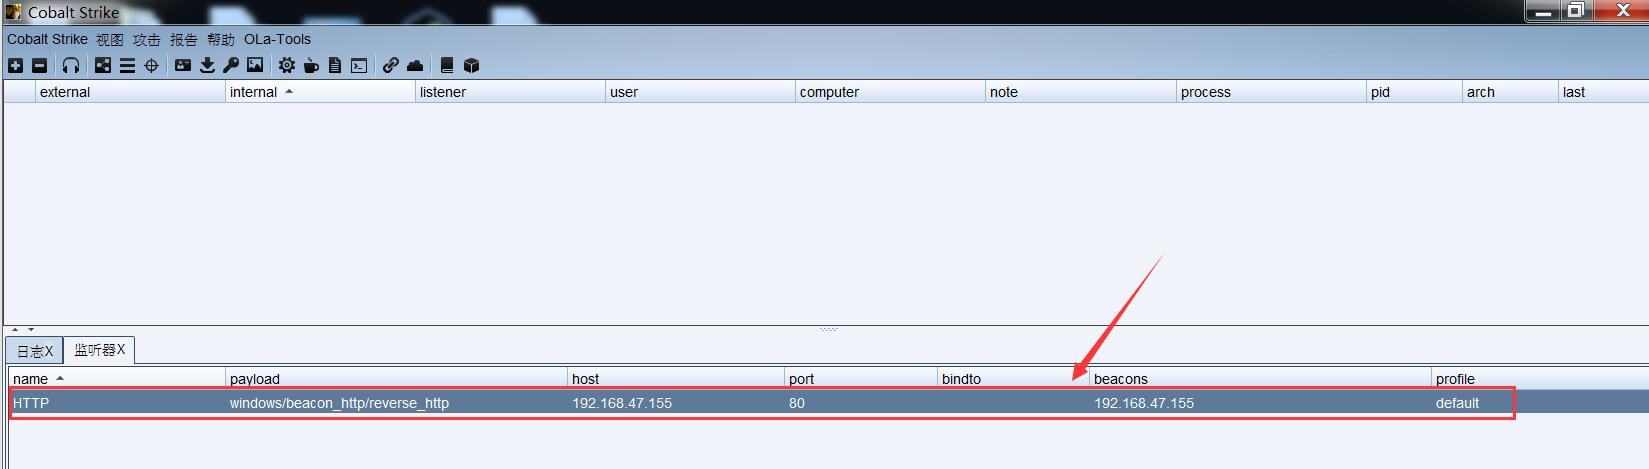 Cobalt Strike
Cobalt Strike 视图 攻击 报告 帮助 OLa-Tools
external internal listener user computer note process pid arch last
日志X 监听器X
name payload host port bindto beacons profile
HTTP windows/beacon_http/reverse_http 192.168.47.155 80 192.168.47.155 default